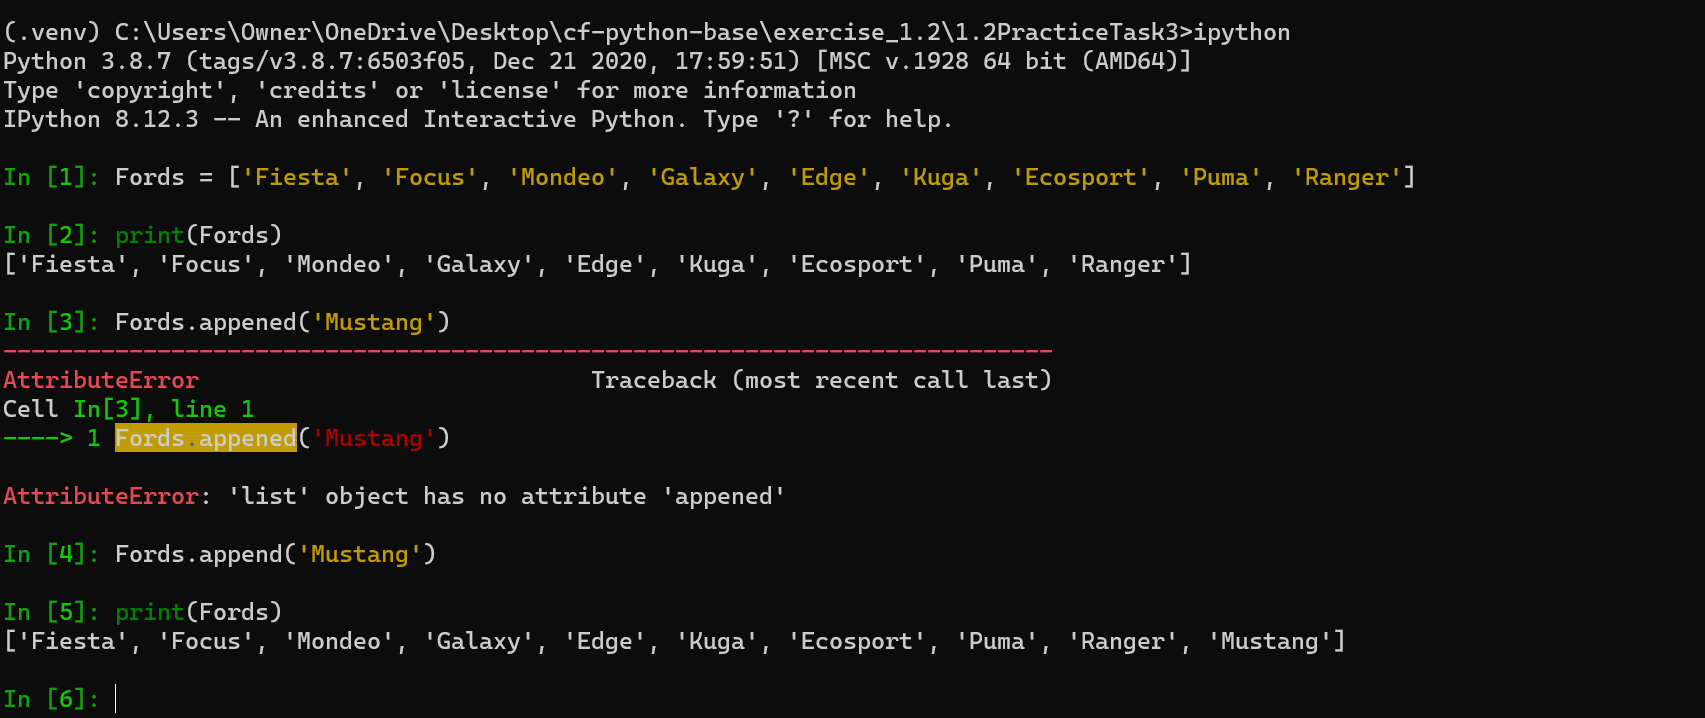 (.venv) C:\Users\Owner\OneDrive\Desktop\cf-python-base\exercise_1.2\1.2PracticeTask3>ipython
Python 3.8.7 (tags/v3.8.7:6503f05, Dec 21 2020, 17:59:51) [MSC v.1928 64 bit (AMD64)]
Type 'copyright', 'credits' or 'license' for more information
IPython 8.12.3 -- An enhanced Interactive Python. Type '?' for help.
In [1]: Fords = ['Fiesta', 'Focus', 'Mondeo', 'Galaxy', 'Edge', 'Kuga', 'Ecosport', 'Puma', 'Ranger']
In [2]: print(Fords)
['Fiesta', 'Focus', 'Mondeo', 'Galaxy', 'Edge', 'Kuga', 'Ecosport', 'Puma', 'Ranger']
In [3]: Fords.appened('Mustang')
---------------------------------------------------------------------------
AttributeError                            Traceback (most recent call last)
Cell In[3], line 1
----> 1 Fords.appened('Mustang')
AttributeError: 'list' object has no attribute 'appened'
In [4]: Fords.append('Mustang')
In [5]: print(Fords)
['Fiesta', 'Focus', 'Mondeo', 'Galaxy', 'Edge', 'Kuga', 'Ecosport', 'Puma', 'Ranger', 'Mustang']
In [6]: